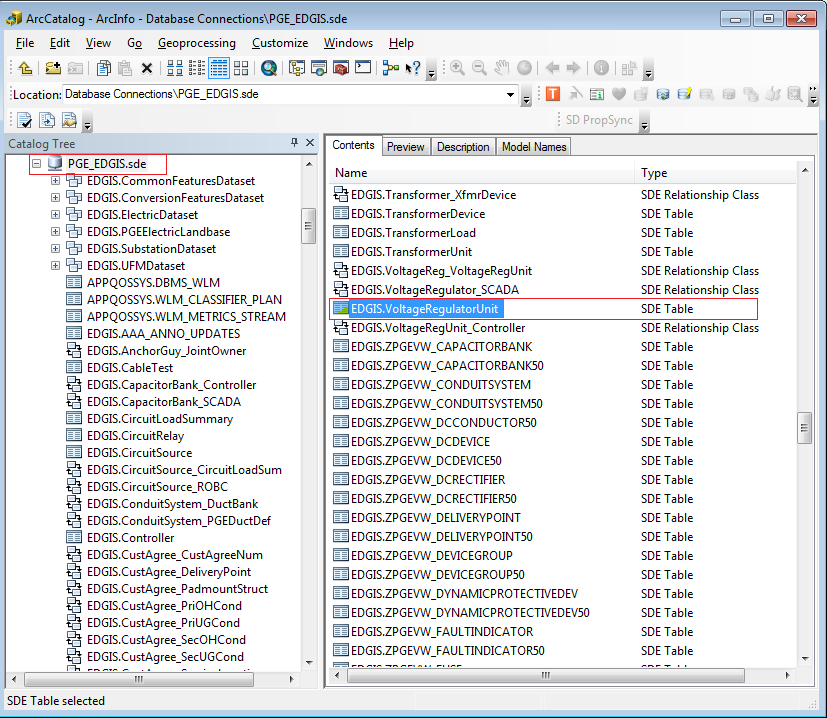 ArcCatalog - ArcInfo - Database Connections\PGE_EDGIS.sde
File Edit View Go Geoprocessing Customize Windows Help
Location: Database Connections\PGE_EDGIS.sde
SD PropSync
Catalog Tree
PGE_EDGIS.sde
EDGIS.CommonFeaturesDataset
EDGIS.ConversionFeaturesDataset
EDGIS.ElectricDataset
EDGIS.PGEElectricLandbase
EDGIS.SubstationDataset
EDGIS.UFMDataset
APPQOSSYS.DBMS_WLM
APPQOSSYS.WLM_CLASSIFIER_PLAN
APPQOSSYS.WLM_METRICS_STREAM
EDGIS.AAA_ANNO_UPDATES
EDGIS.AnchorGuy_JointOwner
EDGIS.CableTest
EDGIS.CapacitorBank_Controller
EDGIS.CapacitorBank_SCADA
EDGIS.CircuitLoadSummary
EDGIS.CircuitRelay
EDGIS.CircuitSource
EDGIS.CircuitSource_CircuitLoadSum
EDGIS.CircuitSource_ROBC
EDGIS.ConduitSystem_DuctBank
EDGIS.ConduitSystem_PGEDuctDef
EDGIS.Controller
EDGIS.CustAgree_CustAgreeNum
EDGIS.CustAgree_DeliveryPoint
EDGIS.CustAgree_PadmountStruct
EDGIS.CustAgree_PriOHCond
EDGIS.CustAgree_PriUGCond
EDGIS.CustAgree_SecOHCond
EDGIS.CustAgree_SecUGCond
Contents Preview Description Model Names
Name Type
EDGIS.Transformer_XfmrDevice SDE Relationship Class
EDGIS.TransformerDevice SDE Table
EDGIS.TransformerLoad SDE Table
EDGIS.TransformerUnit SDE Table
EDGIS.VoltageReg_VoltageRegUnit SDE Relationship Class
EDGIS.VoltageRegulator_SCADA SDE Relationship Class
EDGIS.VoltageRegulatorUnit SDE Table
EDGIS.VoltageRegUnit_Controller SDE Relationship Class
EDGIS.ZPGEVW_CAPACITORBANK SDE Table
EDGIS.ZPGEVW_CAPACITORBANK50 SDE Table
EDGIS.ZPGEVW_CONDUITSYSTEM SDE Table
EDGIS.ZPGEVW_CONDUITSYSTEM50 SDE Table
EDGIS.ZPGEVW_DCCONDUCTOR50 SDE Table
EDGIS.ZPGEVW_DCDEVICE SDE Table
EDGIS.ZPGEVW_DCDEVICE50 SDE Table
EDGIS.ZPGEVW_DCRECTIFIER SDE Table
EDGIS.ZPGEVW_DCRECTIFIER50 SDE Table
EDGIS.ZPGEVW_DELIVERYPOINT SDE Table
EDGIS.ZPGEVW_DELIVERYPOINT50 SDE Table
EDGIS.ZPGEVW_DEVICEGROUP SDE Table
EDGIS.ZPGEVW_DEVICEGROUP50 SDE Table
EDGIS.ZPGEVW_DYNAMICPROTECTIVEDEV SDE Table
EDGIS.ZPGEVW_DYNAMICPROTECTIVEDEV50 SDE Table
EDGIS.ZPGEVW_FAULTINDICATOR SDE Table
EDGIS.ZPGEVW_FAULTINDICATOR50 SDE Table
SDE Table selected